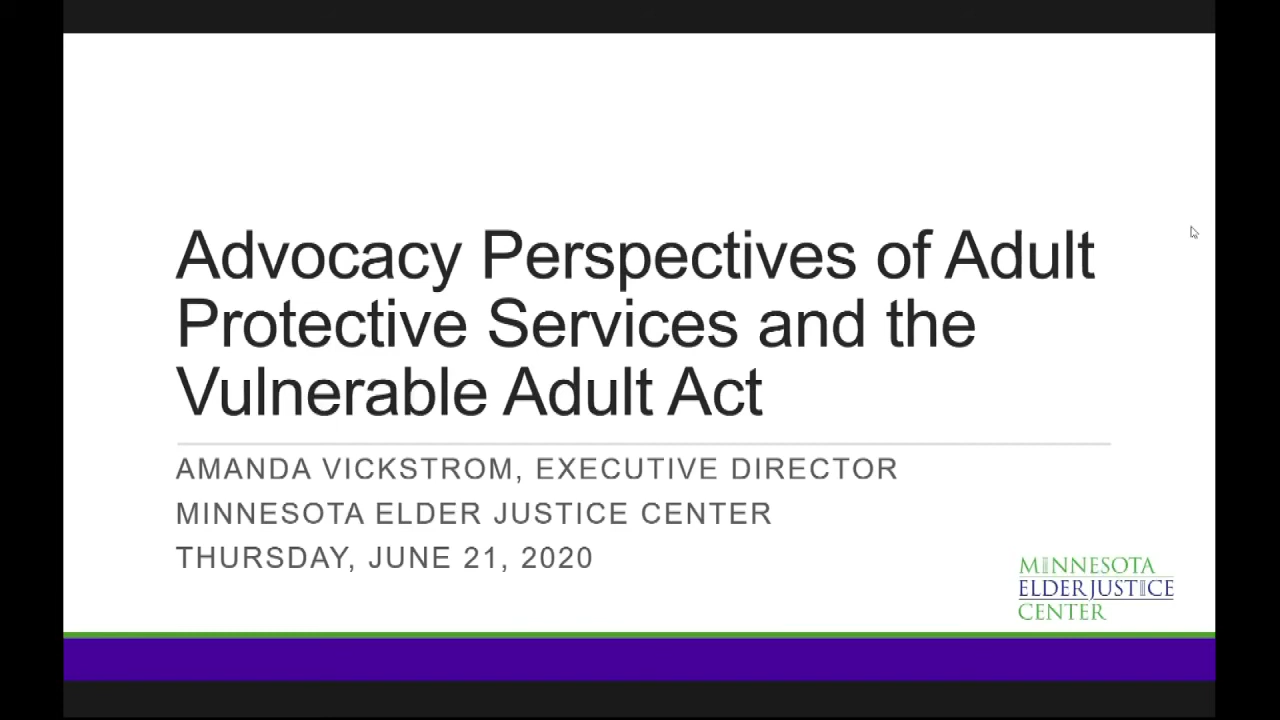 Advocacy Perspectives of Adult
Protective Services and the
Vulnerable Adult Act
AMANDA VICKSTROM, EXECUTIVE DIRECTOR
MINNESOTA ELDER JUSTICE CENTER
THURSDAY, JUNE 21, 2020
MINNESOTA
ELDER JUSTICE
CENTER